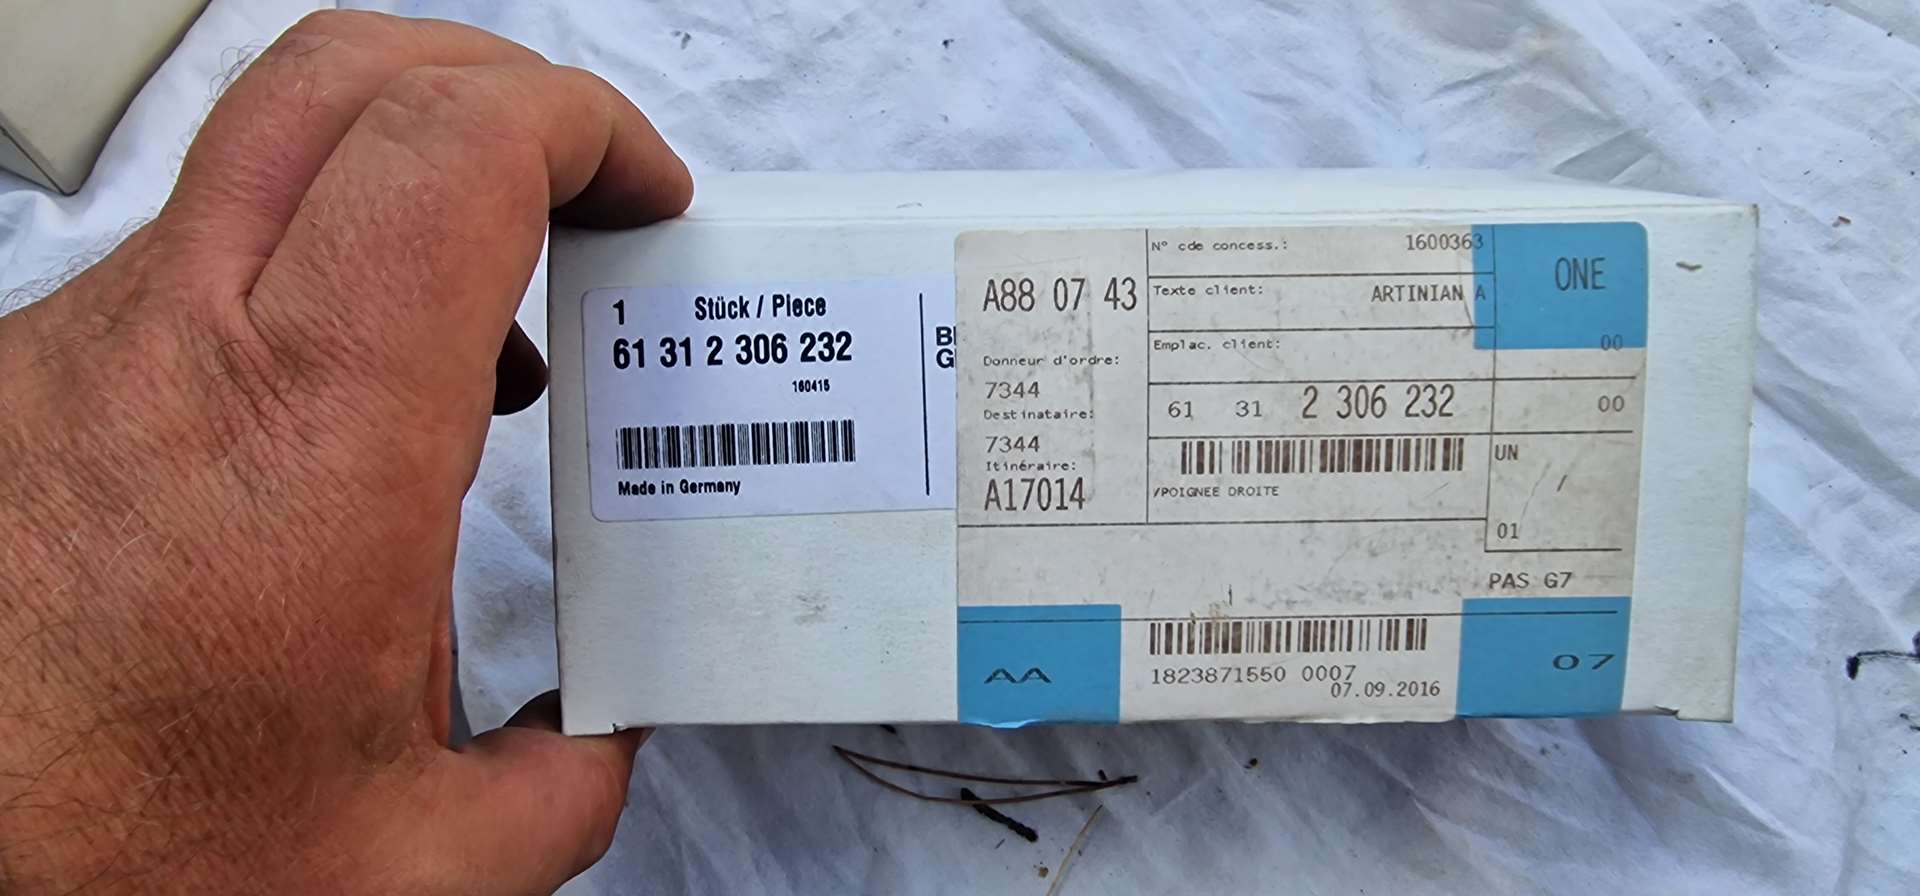 1 Stück / Piece
61 31 2 306 232
160415
Made in Germany
A88 07 43
Donneur d'ordre:
7344
Destinataire:
7344
Itinéraire:
A17014
N° cde concess.: 1600363
Texte client: ARTINIAN A
Emplac. client:
61 31 2 306 232
/POIGNEE DROITE
ONE
00
00
UN
/
01
PAS G7
AA
1823871550 0007
07.09.2016
07